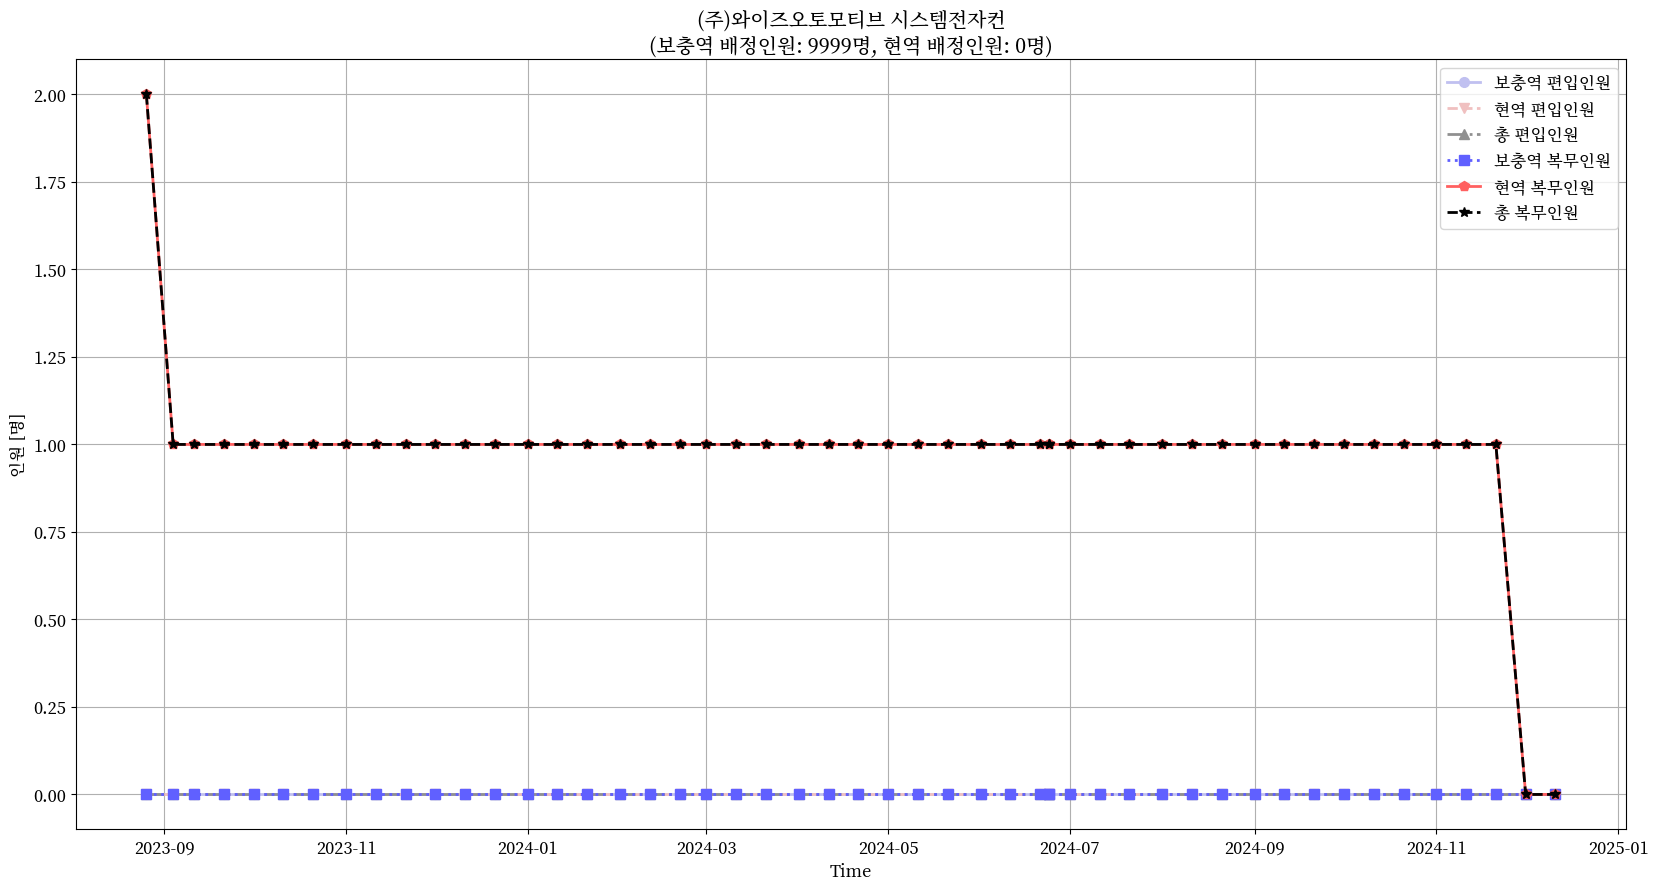 (주)와이즈오토모티브 시스템전자컨
(보충역 배정인원: 9999명, 현역 배정인원: 0명)
보충역 편입인원
현역 편입인원
총 편입인원
보충역 복무인원
현역 복무인원
총 복무인원
2.00
1.75
1.50
1.25
1.00
0.75
0.50
0.25
0.00
인원 [명]
2023-09
2023-11
2024-01
2024-03
2024-05
2024-07
2024-09
2024-11
2025-01
Time